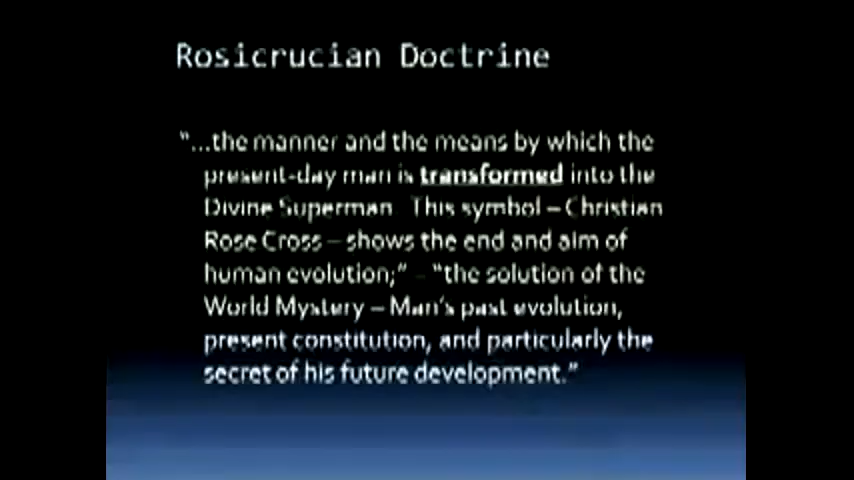 Rosicrucian Doctrine
"...the manner and the means by which the
present-day man is transformed into the
Divine Superman. This symbol – Christian
Rose Cross – shows the end and aim of
human evolution;" – "the solution of the
World Mystery – Man's past evolution,
present constitution, and particularly the
secret of his future development."